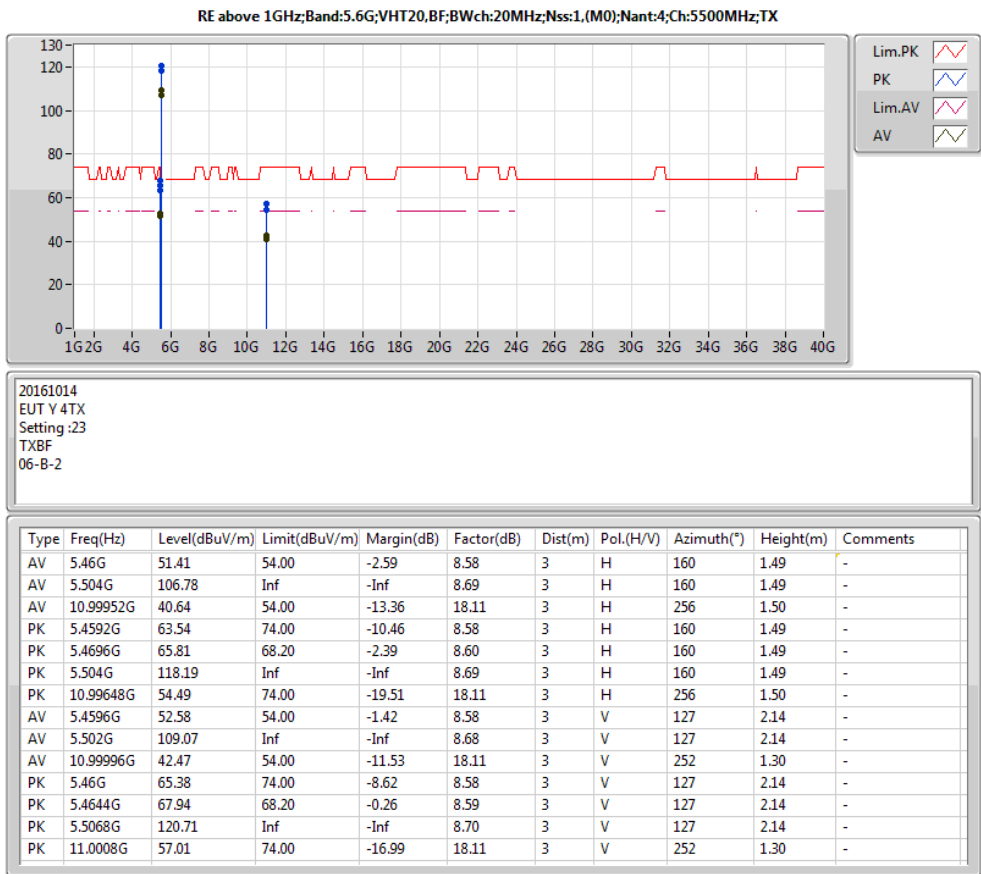 RE above 1GHz;Band:5.6G;VHT20,BF;BWch:20MHz;Nss:1,(M0);Nant:4;Ch:5500MHz;TX
130
120
100
80
60
40
20
0
1G 2G 4G 6G 8G 10G 12G 14G 16G 18G 20G 22G 24G 26G 28G 30G 32G 34G 36G 38G 40G
Lim.PK
PK
Lim.AV
AV
20161014
EUT Y 4TX
Setting :23
TXBF
06-B-2
Type Freq(Hz) Level(dBuV/m) Limit(dBuV/m) Margin(dB) Factor(dB) Dist(m) Pol.(H/V) Azimuth(°) Height(m) Comments
AV 5.46G 51.41 54.00 -2.59 8.58 3 H 160 1.49 -
AV 5.504G 106.78 Inf -Inf 8.69 3 H 160 1.49 -
AV 10.99952G 40.64 54.00 -13.36 18.11 3 H 256 1.50 -
PK 5.4592G 63.54 74.00 -10.46 8.58 3 H 160 1.49 -
PK 5.4696G 65.81 68.20 -2.39 8.60 3 H 160 1.49 -
PK 5.504G 118.19 Inf -Inf 8.69 3 H 160 1.49 -
PK 10.99648G 54.49 74.00 -19.51 18.11 3 H 256 1.50 -
AV 5.4596G 52.58 54.00 -1.42 8.58 3 V 127 2.14 -
AV 5.502G 109.07 Inf -Inf 8.68 3 V 127 2.14 -
AV 10.99996G 42.47 54.00 -11.53 18.11 3 V 252 1.30 -
PK 5.46G 65.38 74.00 -8.62 8.58 3 V 127 2.14 -
PK 5.4644G 67.94 68.20 -0.26 8.59 3 V 127 2.14 -
PK 5.5068G 120.71 Inf -Inf 8.70 3 V 127 2.14 -
PK 11.0008G 57.01 74.00 -16.99 18.11 3 V 252 1.30 -